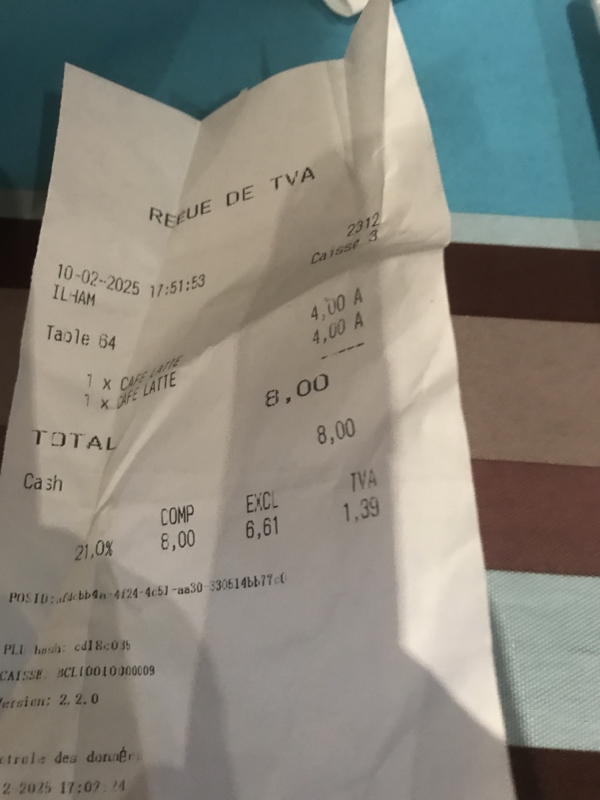 REÇUE DE TVA
2312
10-02-2025 17:51:53 Caisse 3
ILHAM
Table 64
1 x CAFE LATTE 4,00 A
1 x CAFE LATTE 4,00 A
-----
TOTAL 8,00
Cash 8,00
COMP EXCL TVA
21,0% 8,00 6,61 1,39
POSID:
PLU hash: cd18c035
CAISSE
Version: 2.2.0
des